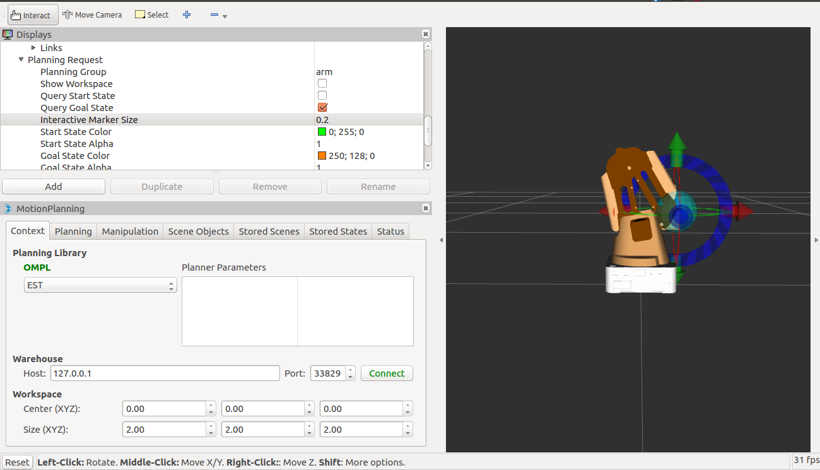 Interact Move Camera Select
Displays
Links
Planning Request
Planning Group arm
Show Workspace
Query Start State
Query Goal State
Interactive Marker Size 0.2
Start State Color 0; 255; 0
Start State Alpha 1
Goal State Color 250; 128; 0
Goal State Alpha 1
Add Duplicate Remove Rename
MotionPlanning
Context Planning Manipulation Scene Objects Stored Scenes Stored States Status
Planning Library
OMPL Planner Parameters
EST
Warehouse
Host: 127.0.0.1 Port: 33829 Connect
Workspace
Center (XYZ): 0.00 0.00 0.00
Size (XYZ): 2.00 2.00 2.00
Reset Left-Click: Rotate. Middle-Click: Move X/Y. Right-Click:: Move Z. Shift: More options. 31 fps